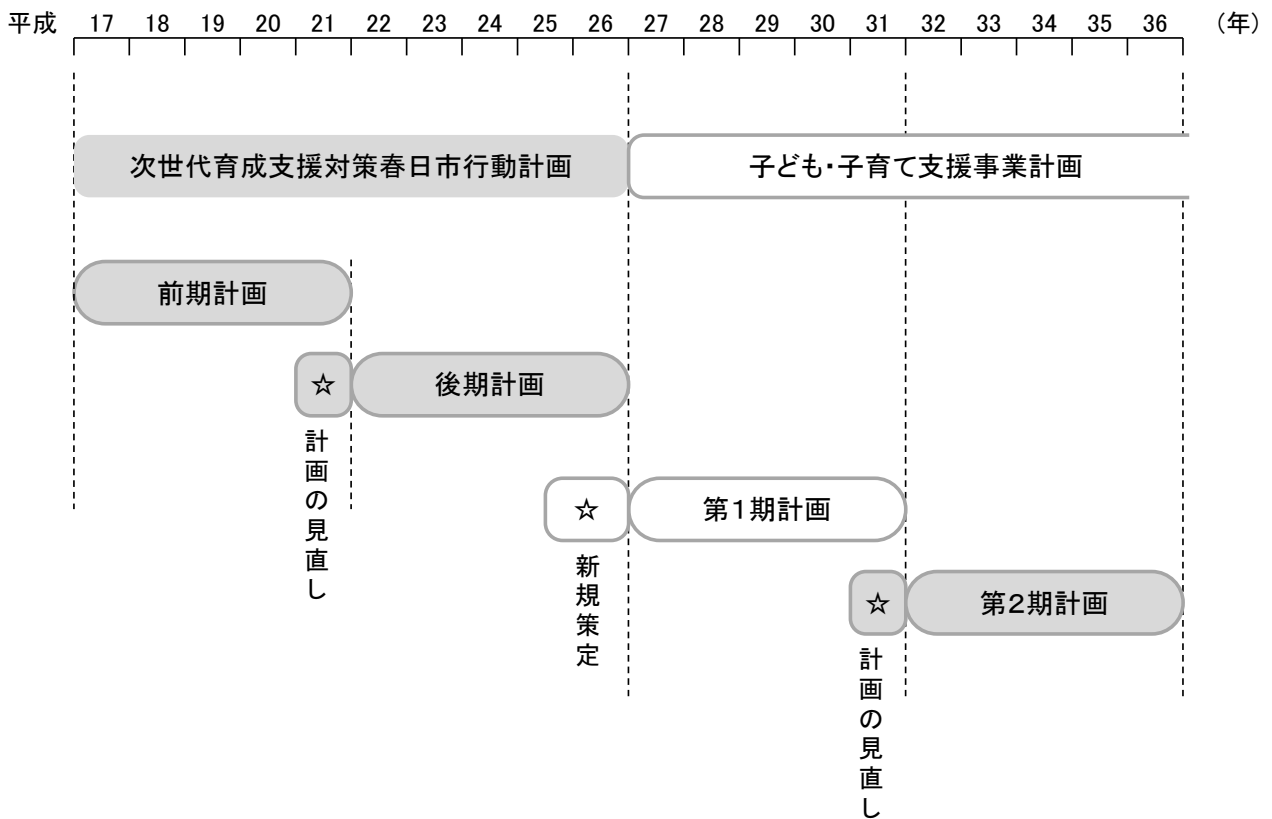 平成 17 18 19 20 21 22 23 24 25 26 27 28 29 30 31 32 33 34 35 36 (年)
次世代育成支援対策春日市行動計画
子ども・子育て支援事業計画
前期計画
☆
後期計画
計画の見直し
☆
第1期計画
新規策定
☆
第2期計画
計画の見直し